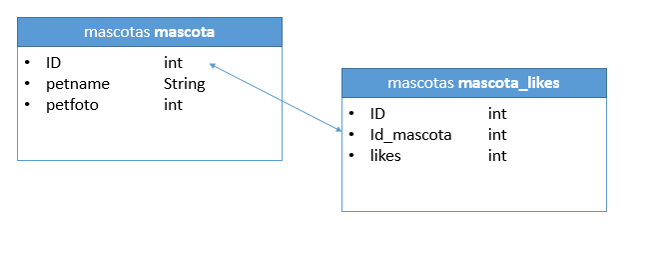 mascotas mascota
• ID int
• petname String
• petfoto int
mascotas mascota_likes
• ID int
• Id_mascota int
• likes int